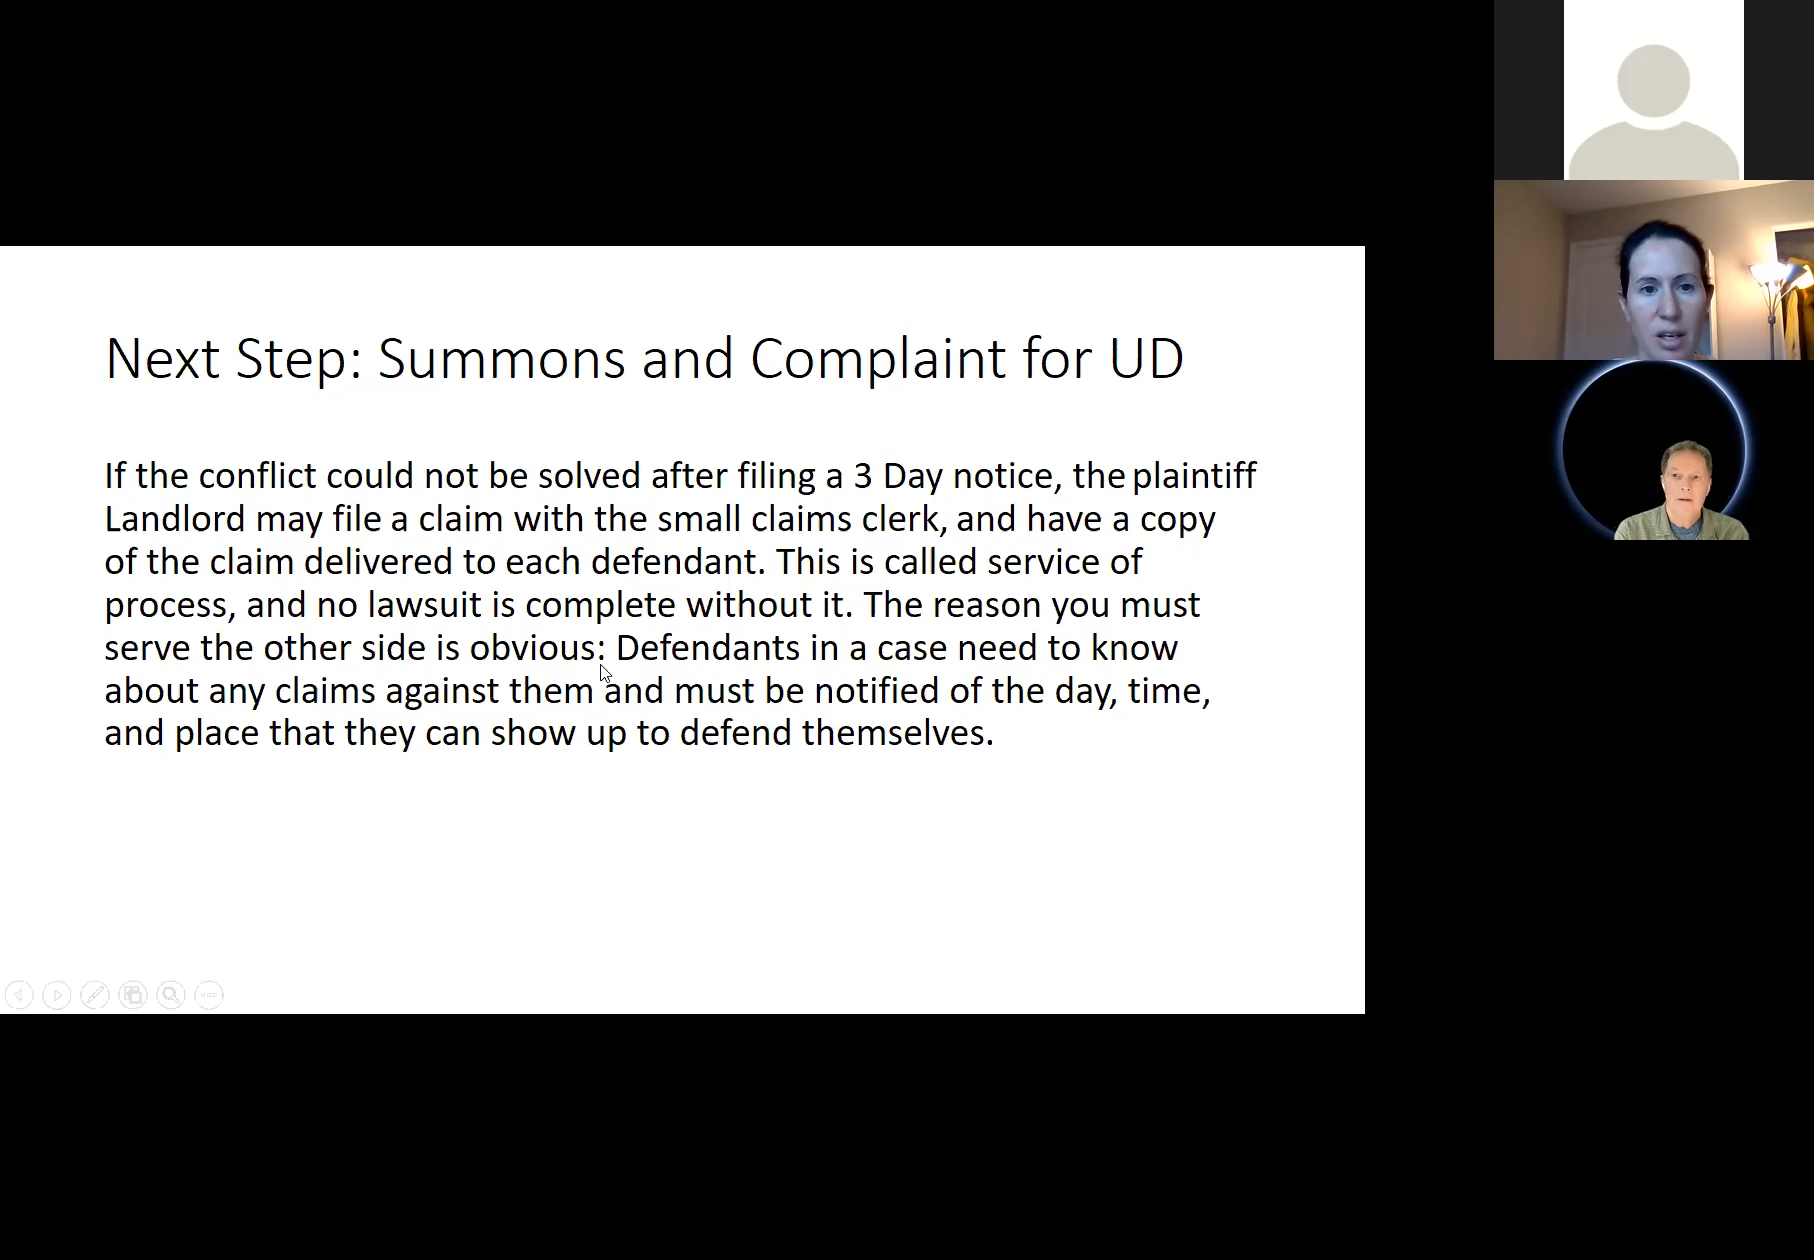 Next Step: Summons and Complaint for UD
If the conflict could not be solved after filing a 3 Day notice, the plaintiff
Landlord may file a claim with the small claims clerk, and have a copy
of the claim delivered to each defendant. This is called service of
process, and no lawsuit is complete without it. The reason you must
serve the other side is obvious: Defendants in a case need to know
about any claims against them and must be notified of the day, time,
and place that they can show up to defend themselves.